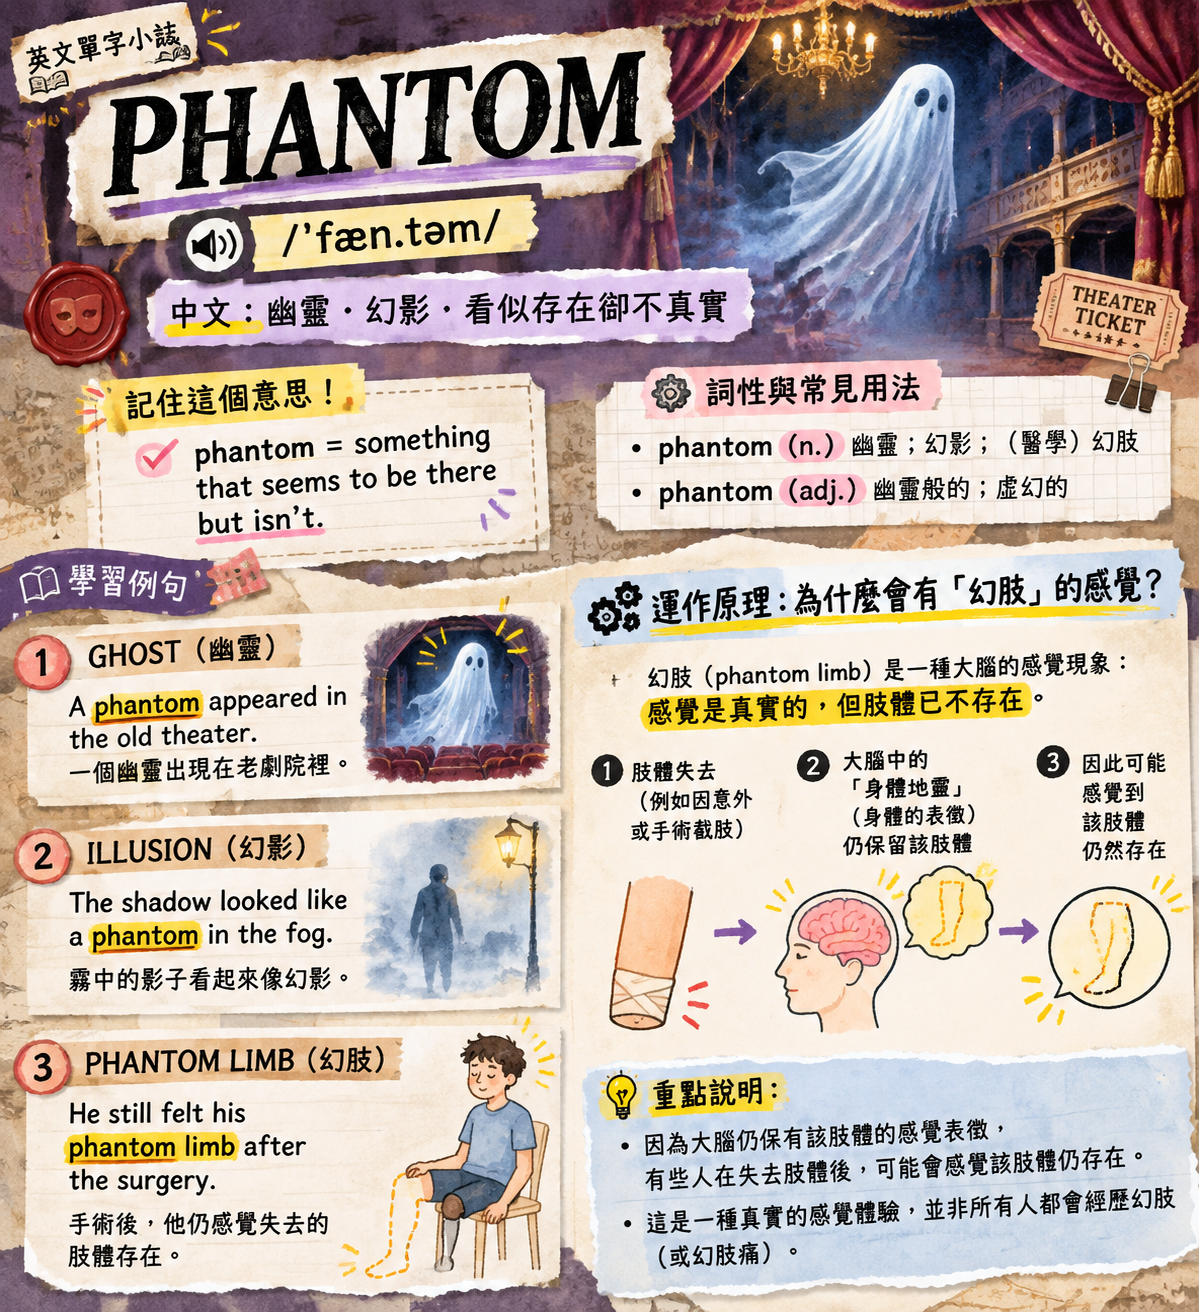 英文單字小誌
PHANTOM
/ˈfæn.təm/
中文：幽靈・幻影・看似存在卻不真實
THEATER
TICKET
記住這個意思！
phantom = something
that seems to be there
but isn't.
詞性與常見用法
• phantom (n.) 幽靈；幻影；（醫學）幻肢
• phantom (adj.) 幽靈般的；虛幻的
學習例句
1 GHOST（幽靈）
A phantom appeared in
the old theater.
一個幽靈出現在老劇院裡。
2 ILLUSION（幻影）
The shadow looked like
a phantom in the fog.
霧中的影子看起來像幻影。
3 PHANTOM LIMB（幻肢）
He still felt his
phantom limb after
the surgery.
手術後，他仍感覺失去的
肢體存在。
運作原理：為什麼會有「幻肢」的感覺？
幻肢（phantom limb）是一種大腦的感覺現象：
感覺是真實的，但肢體已不存在。
1 肢體失去
（例如因意外
或手術截肢）
2 大腦中的
「身體地靈」
（身體的表徵）
仍保留該肢體
3 因此可能
感覺到
該肢體
仍然存在
重點說明：
• 因為大腦仍保有該肢體的感覺表徵，
有些人在失去肢體後，可能會感覺該肢體仍存在。
• 這是一種真實的感覺體驗，並非所有人都會經歷幻肢
（或幻肢痛）。